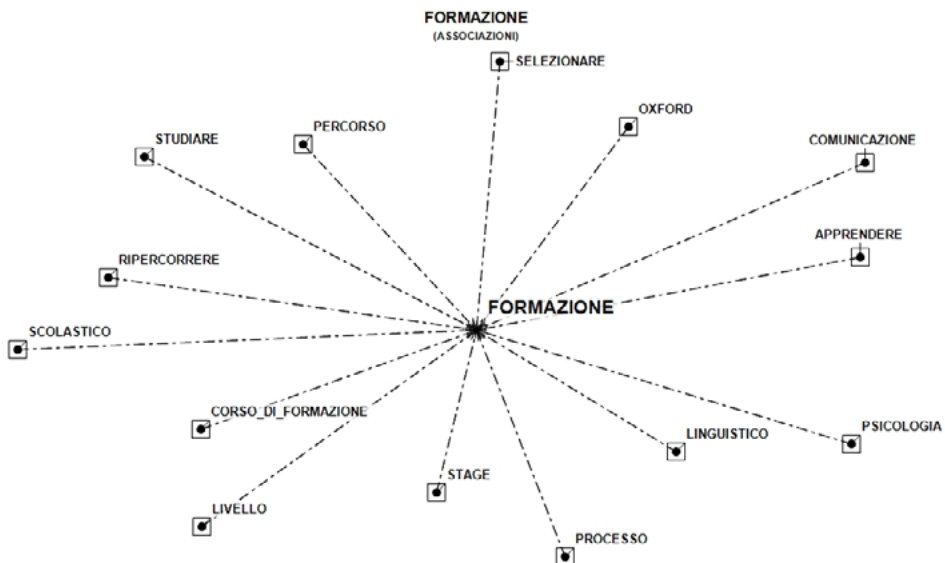 FORMAZIONE
(ASSOCIAZIONI)
SELEZIONARE
OXFORD
PERCORSO
STUDIARE
COMUNICAZIONE
APPRENDERE
RIPERCORRERE
FORMAZIONE
SCOLASTICO
CORSO_DI_FORMAZIONE
PSICOLOGIA
LINGUISTICO
STAGE
LIVELLO
PROCESSO